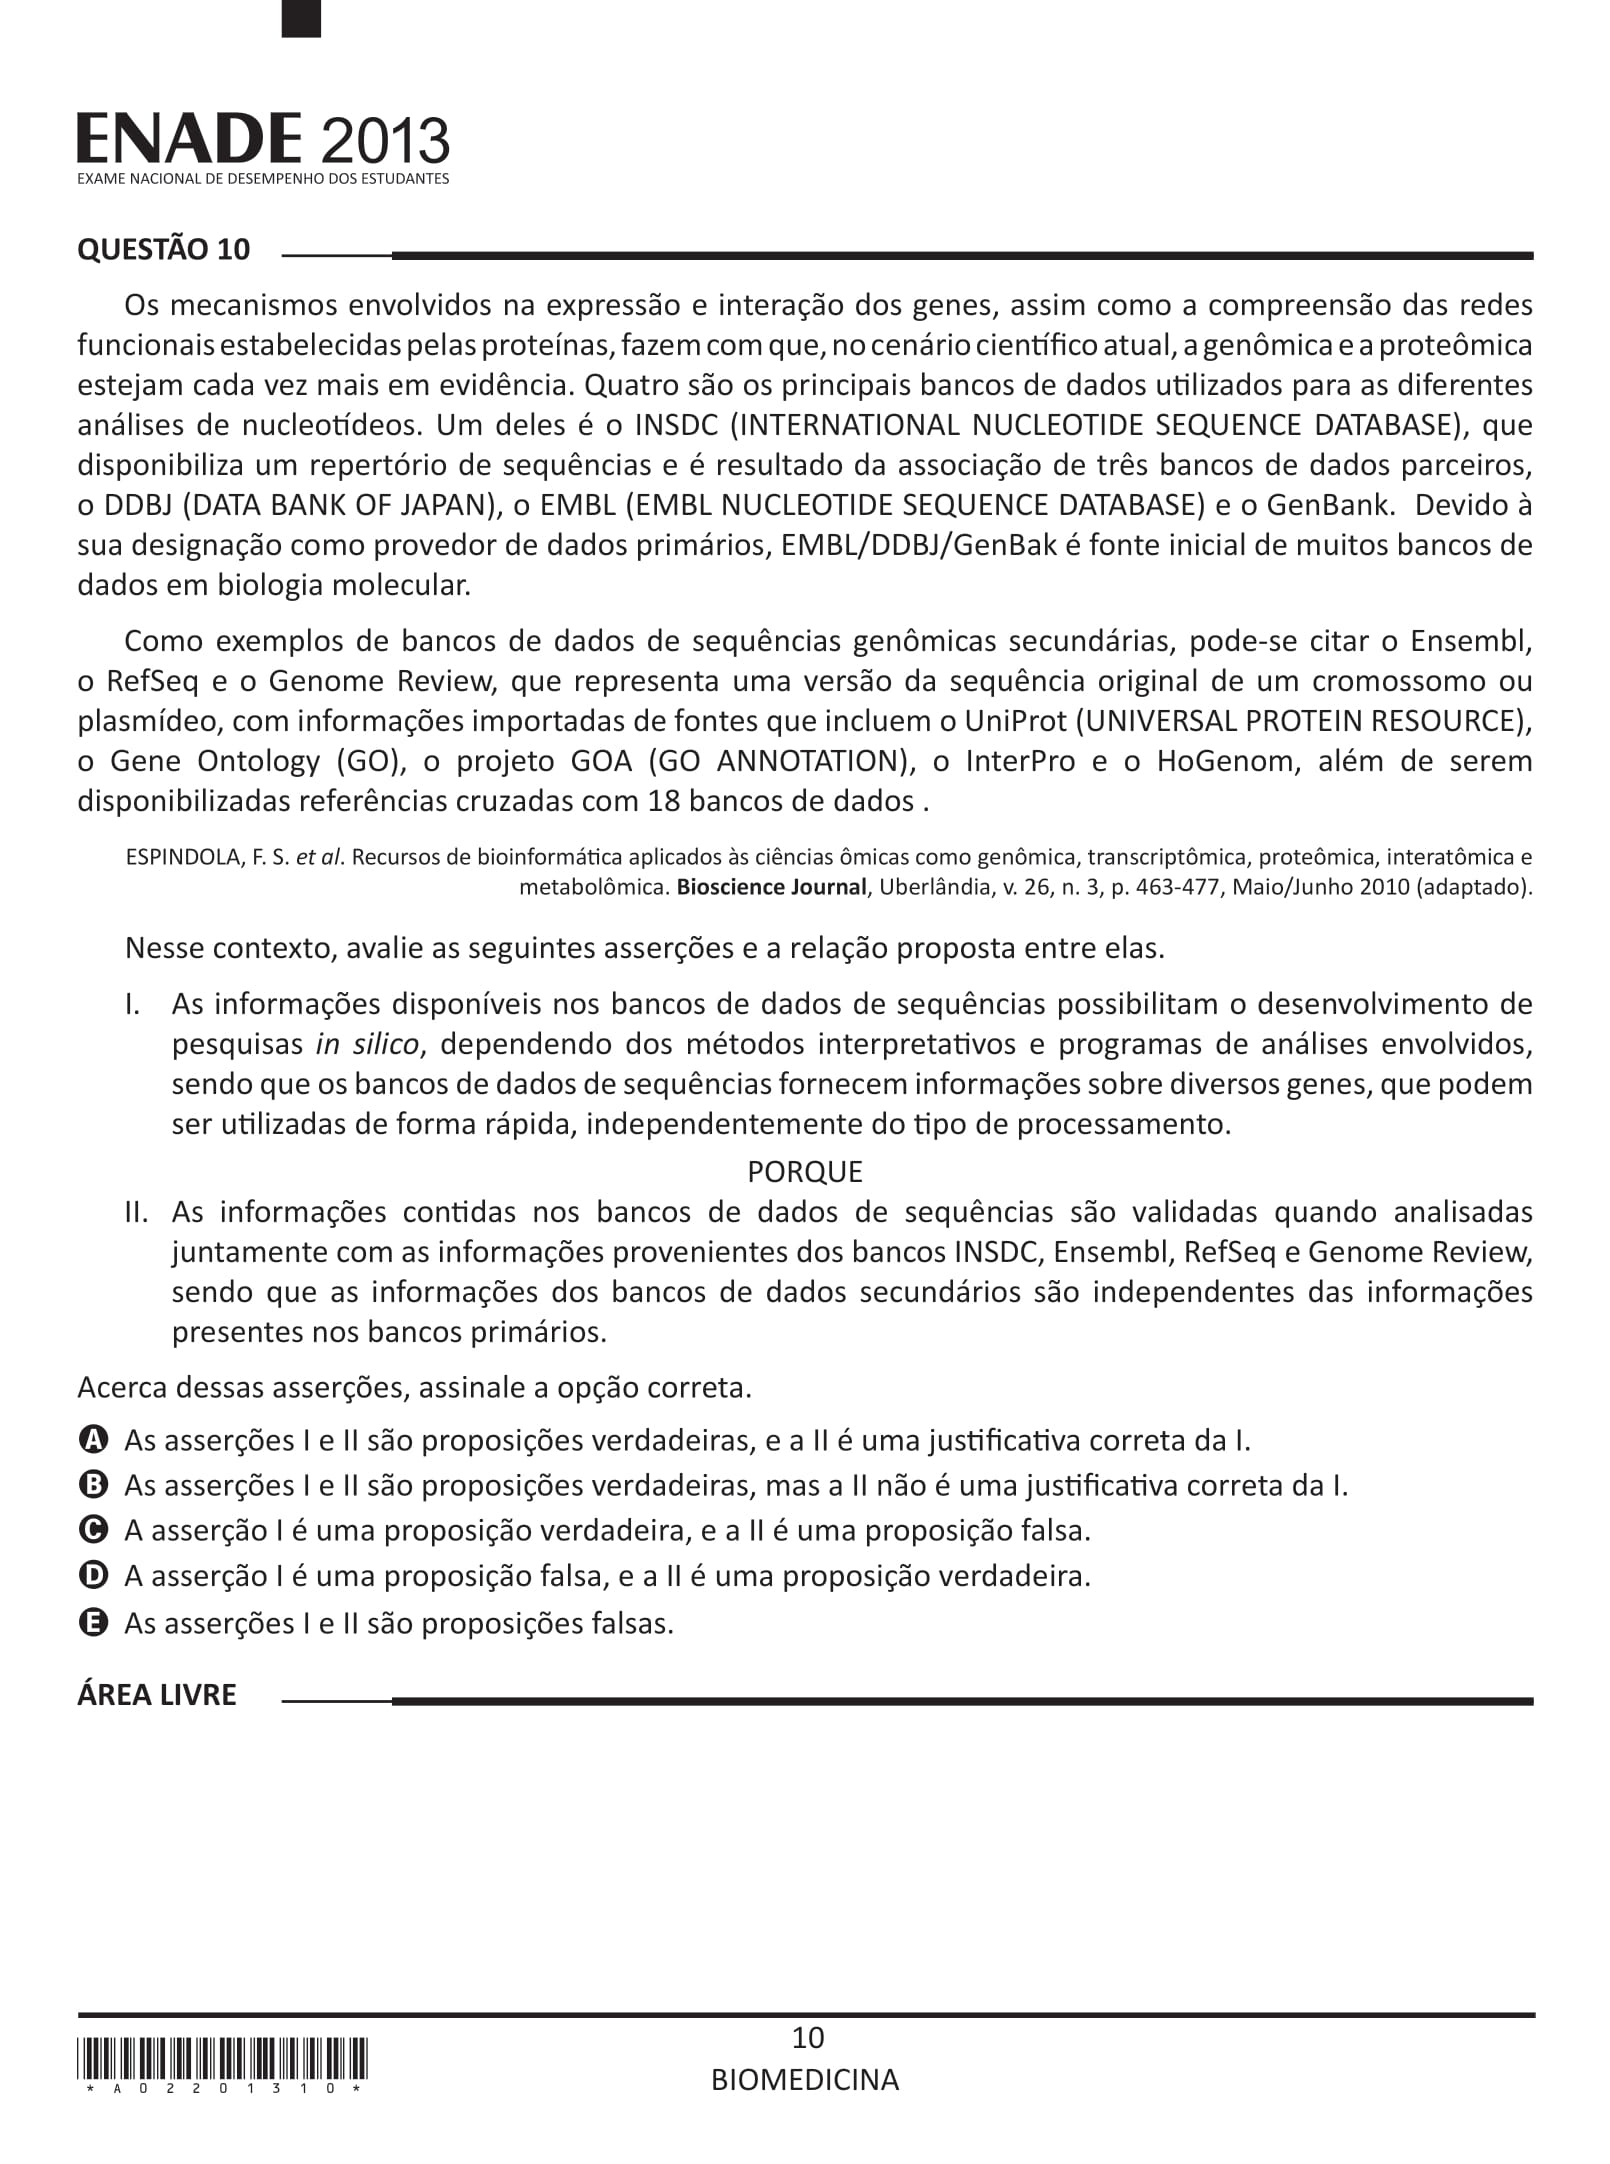 ENADE 2013
EXAME NACIONAL DE DESEMPENHO DOS ESTUDANTES
QUESTÃO 10
Os mecanismos envolvidos na expressão e interação dos genes, assim como a compreensão das redes
funcionais estabelecidas pelas proteínas, fazem com que, no cenário científico atual, a genômica e a proteômica
estejam cada vez mais em evidência. Quatro são os principais bancos de dados utilizados para as diferentes
análises de nucleotídeos. Um deles é o INSDC (INTERNATIONAL NUCLEOTIDE SEQUENCE DATABASE), que
disponibiliza um repertório de sequências e é resultado da associação de três bancos de dados parceiros,
o DDBJ (DATA BANK OF JAPAN), o EMBL (EMBL NUCLEOTIDE SEQUENCE DATABASE) e o GenBank. Devido à
sua designação como provedor de dados primários, EMBL/DDBJ/GenBak é fonte inicial de muitos bancos de
dados em biologia molecular.
Como exemplos de bancos de dados de sequências genômicas secundárias, pode-se citar o Ensembl,
o RefSeq e o Genome Review, que representa uma versão da sequência original de um cromossomo ou
plasmídeo, com informações importadas de fontes que incluem o UniProt (UNIVERSAL PROTEIN RESOURCE),
o Gene Ontology (GO), o projeto GOA (GO ANNOTATION), o InterPro e o HoGenom, além de serem
disponibilizadas referências cruzadas com 18 bancos de dados .
ESPINDOLA, F. S. et al. Recursos de bioinformática aplicados às ciências ômicas como genômica, transcriptômica, proteômica, interatômica e
metabolômica. Bioscience Journal, Uberlândia, v. 26, n. 3, p. 463-477, Maio/Junho 2010 (adaptado).
Nesse contexto, avalie as seguintes asserções e a relação proposta entre elas.
I. As informações disponíveis nos bancos de dados de sequências possibilitam o desenvolvimento de
pesquisas in silico, dependendo dos métodos interpretativos e programas de análises envolvidos,
sendo que os bancos de dados de sequências fornecem informações sobre diversos genes, que podem
ser utilizadas de forma rápida, independentemente do tipo de processamento.
PORQUE
II. As informações contidas nos bancos de dados de sequências são validadas quando analisadas
juntamente com as informações provenientes dos bancos INSDC, Ensembl, RefSeq e Genome Review,
sendo que as informações dos bancos de dados secundários são independentes das informações
presentes nos bancos primários.
Acerca dessas asserções, assinale a opção correta.
A As asserções I e II são proposições verdadeiras, e a II é uma justificativa correta da I.
B As asserções I e II são proposições verdadeiras, mas a II não é uma justificativa correta da I.
C A asserção I é uma proposição verdadeira, e a II é uma proposição falsa.
D A asserção I é uma proposição falsa, e a II é uma proposição verdadeira.
E As asserções I e II são proposições falsas.
ÁREA LIVRE
10
BIOMEDICINA
*A02201310*